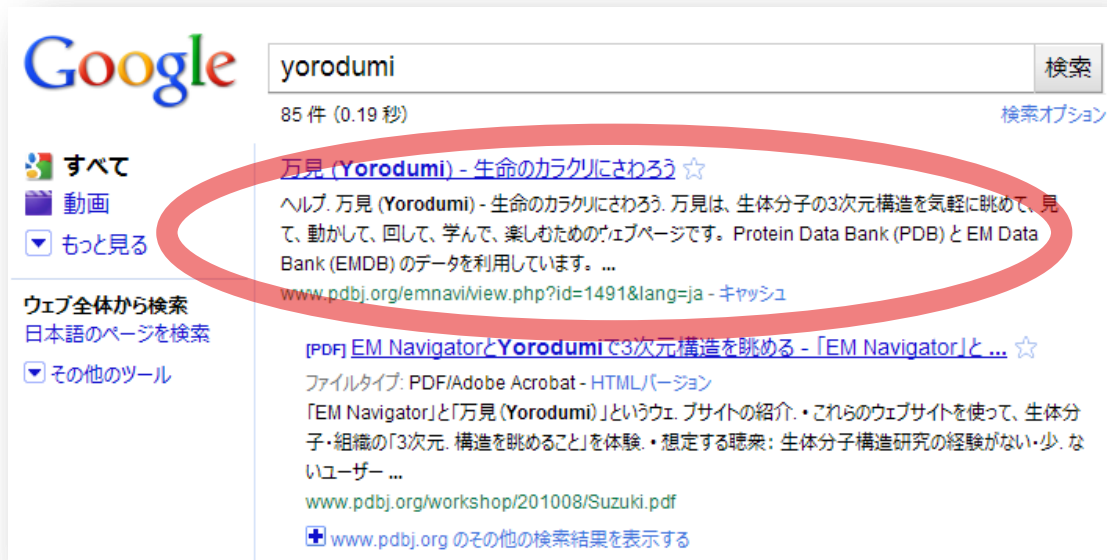 Google
yorodumi
検索
85 件 (0.19 秒)
検索オプション
すべて
動画
もっと見る
ウェブ全体から検索
日本語のページを検索
その他のツール
万見 (Yorodumi) - 生命のカラクリにさわろう
ヘルプ. 万見 (Yorodumi) - 生命のカラクリにさわろう. 万見は、生体分子の3次元構造を気軽に眺めて、見
て、動かして、回して、学んで、楽しむためのウェブページです。 Protein Data Bank (PDB) と EM Data
Bank (EMDB) のデータを利用しています。 ...
www.pdbj.org/emnavi/view.php?id=1491&lang=ja - キャッシュ
[PDF] EM NavigatorとYorodumiで3次元構造を眺める - 「EM Navigator」と ...
ファイルタイプ: PDF/Adobe Acrobat - HTMLバージョン
「EM Navigator」と「万見(Yorodumi)」というウェ. ブサイトの紹介. • これらのウェブサイトを使って、生体分
子・組織の「3次元. 構造を眺めること」を体験. • 想定する聴衆: 生体分子構造研究の経験がない・少. な
いユーザー ...
www.pdbj.org/workshop/201008/Suzuki.pdf
www.pdbj.org のその他の検索結果を表示する